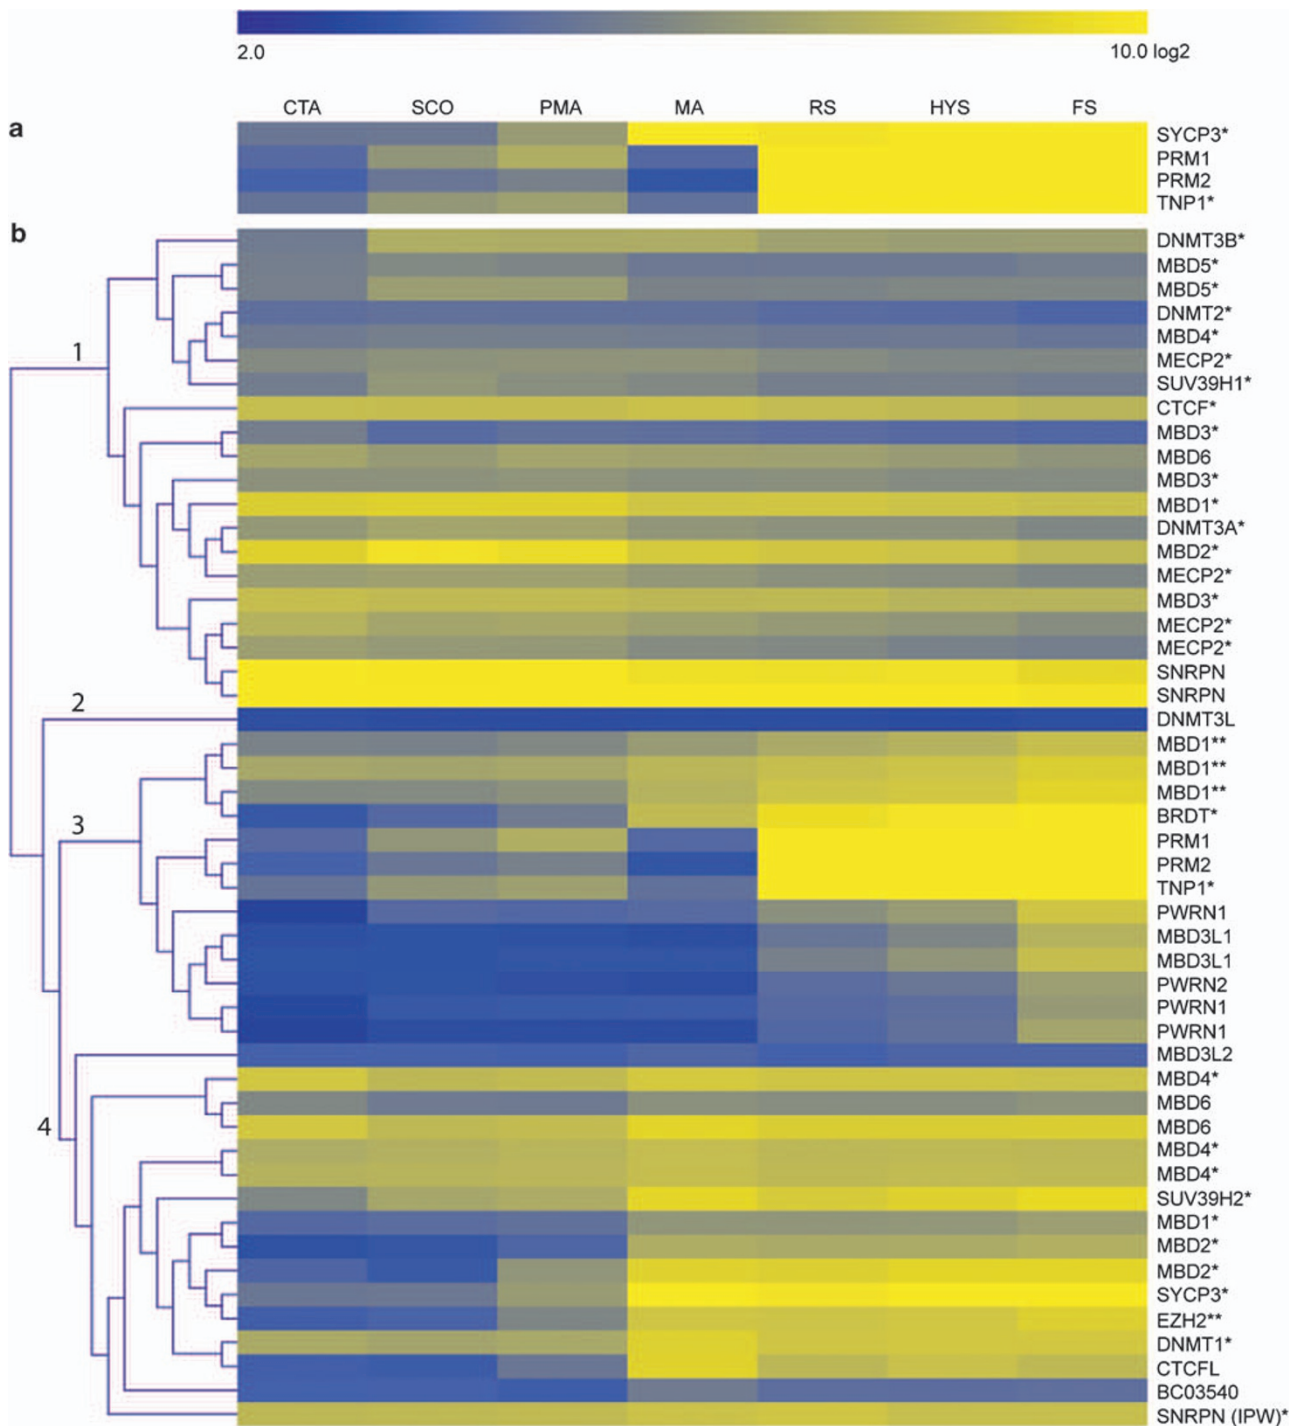 2.0 10.0 log2
CTA SCO PMA MA RS HYS FS
a
SYCP3*
PRM1
PRM2
TNP1*
b
DNMT3B*
MBD5*
MBD5*
DNMT2*
MBD4*
1
MECP2*
SUV39H1*
CTCF*
MBD3*
MBD6
MBD3*
MBD1*
DNMT3A*
MBD2*
MECP2*
MBD3*
MECP2*
MECP2*
SNRPN
SNRPN
2
DNMT3L
MBD1**
MBD1**
MBD1**
BRDT*
3
PRM1
PRM2
TNP1*
PWRN1
MBD3L1
MBD3L1
PWRN2
PWRN1
PWRN1
MBD3L2
MBD4*
MBD6
4
MBD6
MBD4*
MBD4*
SUV39H2*
MBD1*
MBD2*
MBD2*
SYCP3*
EZH2**
DNMT1*
CTCFL
BC03540
SNRPN (IPW)*